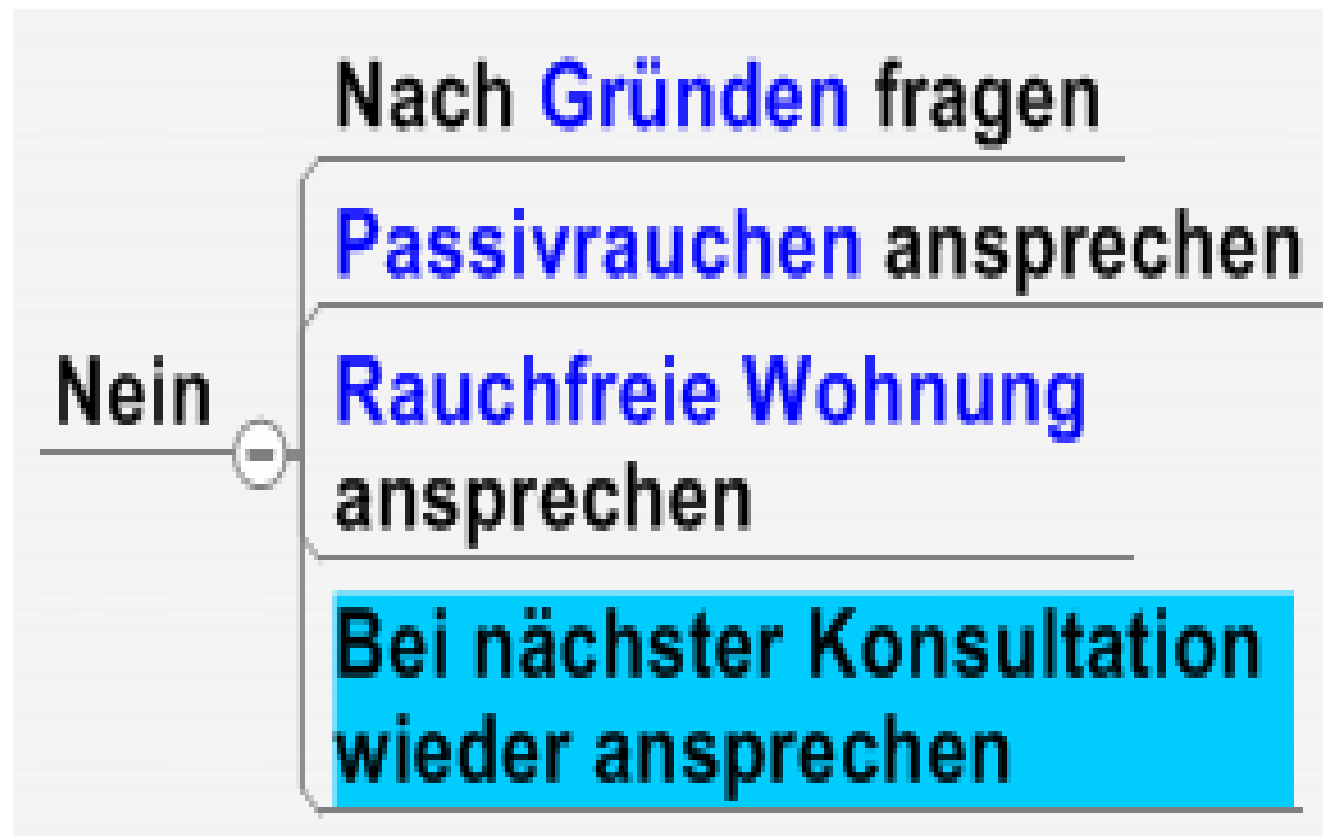 Nach Gründen fragen
Passivrauchen ansprechen
Nein
Rauchfreie Wohnung
ansprechen
Bei nächster Konsultation
wieder ansprechen